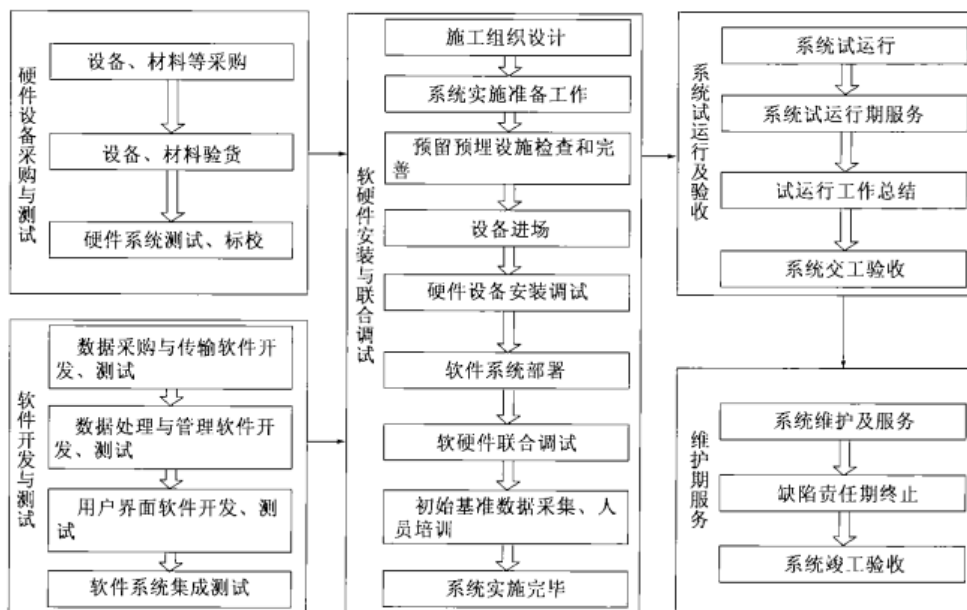 硬件设备采购与测试
设备、材料等采购
设备、材料验货
硬件系统测试、标校
软件开发与测试
数据采购与传输软件开
发、测试
数据处理与管理软件开
发、测试
用户界面软件开发、测
试
软件系统集成测试
软硬件安装与联合调试
施工组织设计
系统实施准备工作
预留预埋设施检查和完
善
设备进场
硬件设备安装调试
软件系统部署
软硬件联合调试
初始基准数据采集、人
员培训
系统实施完毕
系统试运行及验收
系统试运行
系统试运行期服务
试运行工作总结
系统交工验收
维护期服务
系统维护及服务
缺陷责任期终止
系统竣工验收